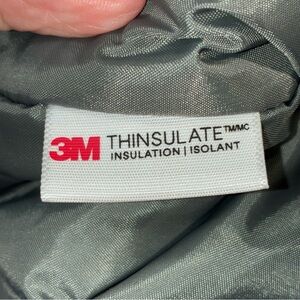 3M THINSULATE™/MC
INSULATION | ISOLANT